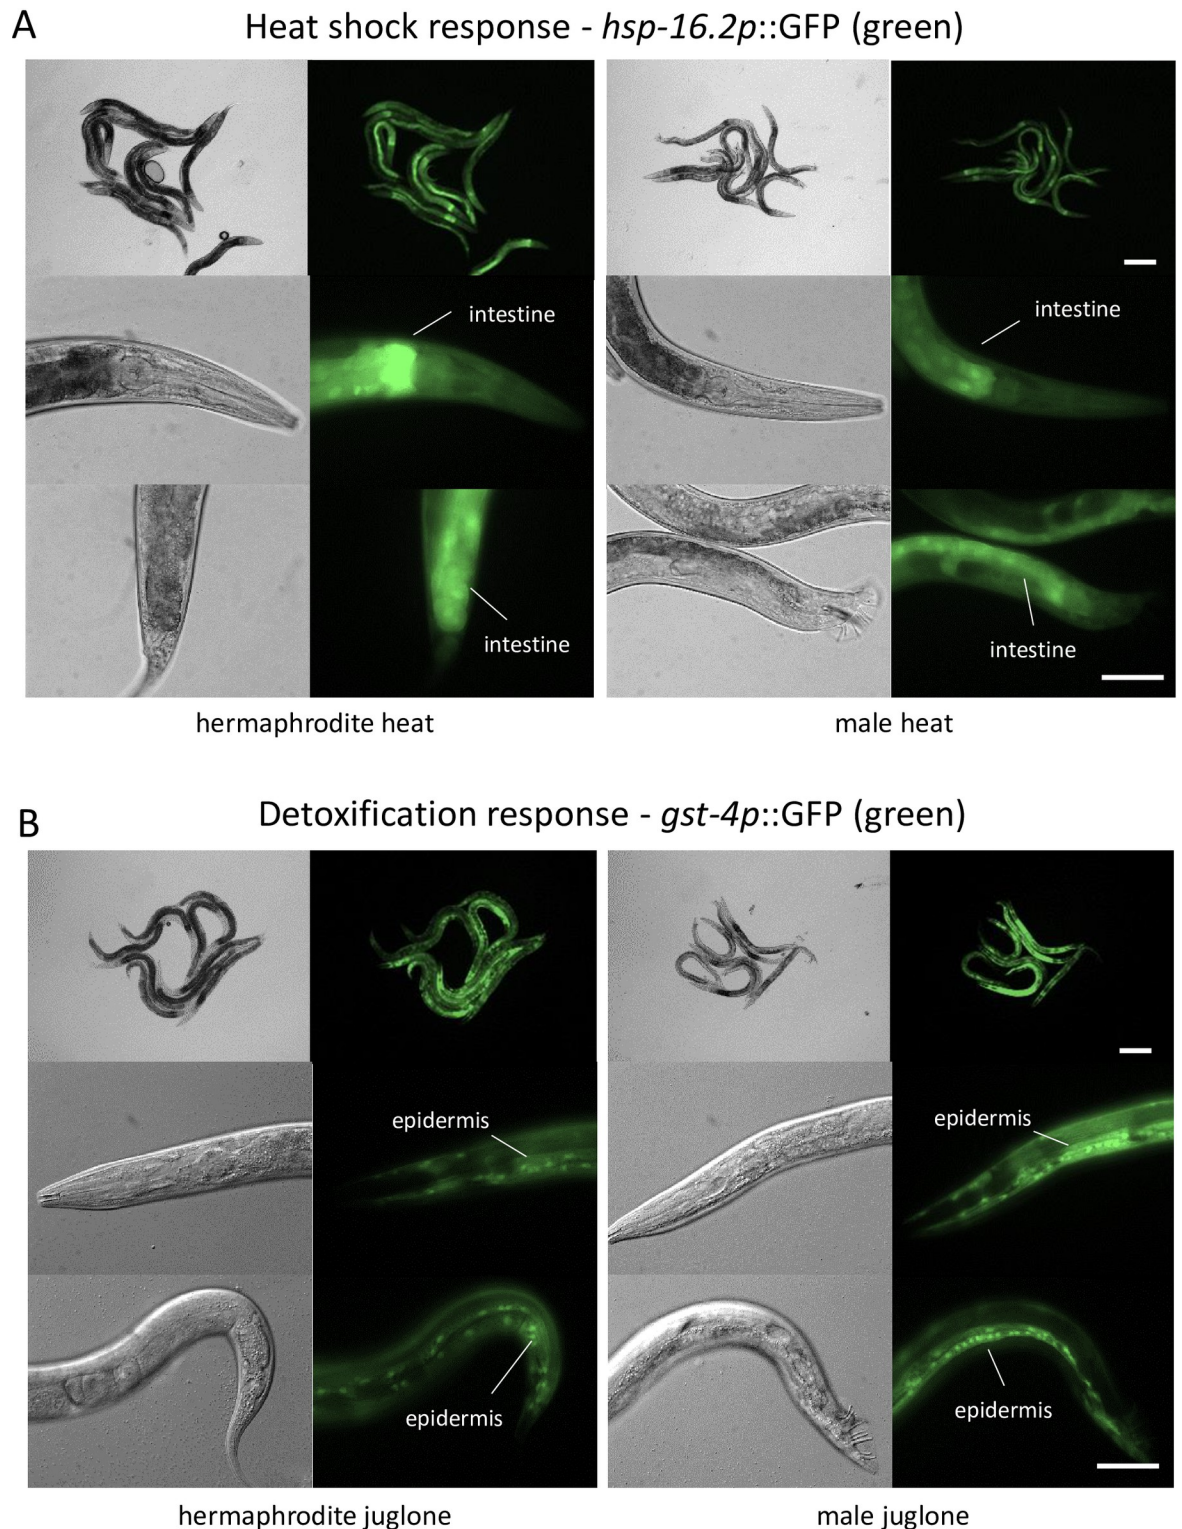 A
Heat shock response - hsp-16.2p::GFP (green)
intestine
intestine
intestine
intestine
hermaphrodite heat
male heat
B
Detoxification response - gst-4p::GFP (green)
epidermis
epidermis
epidermis
epidermis
hermaphrodite juglone
male juglone